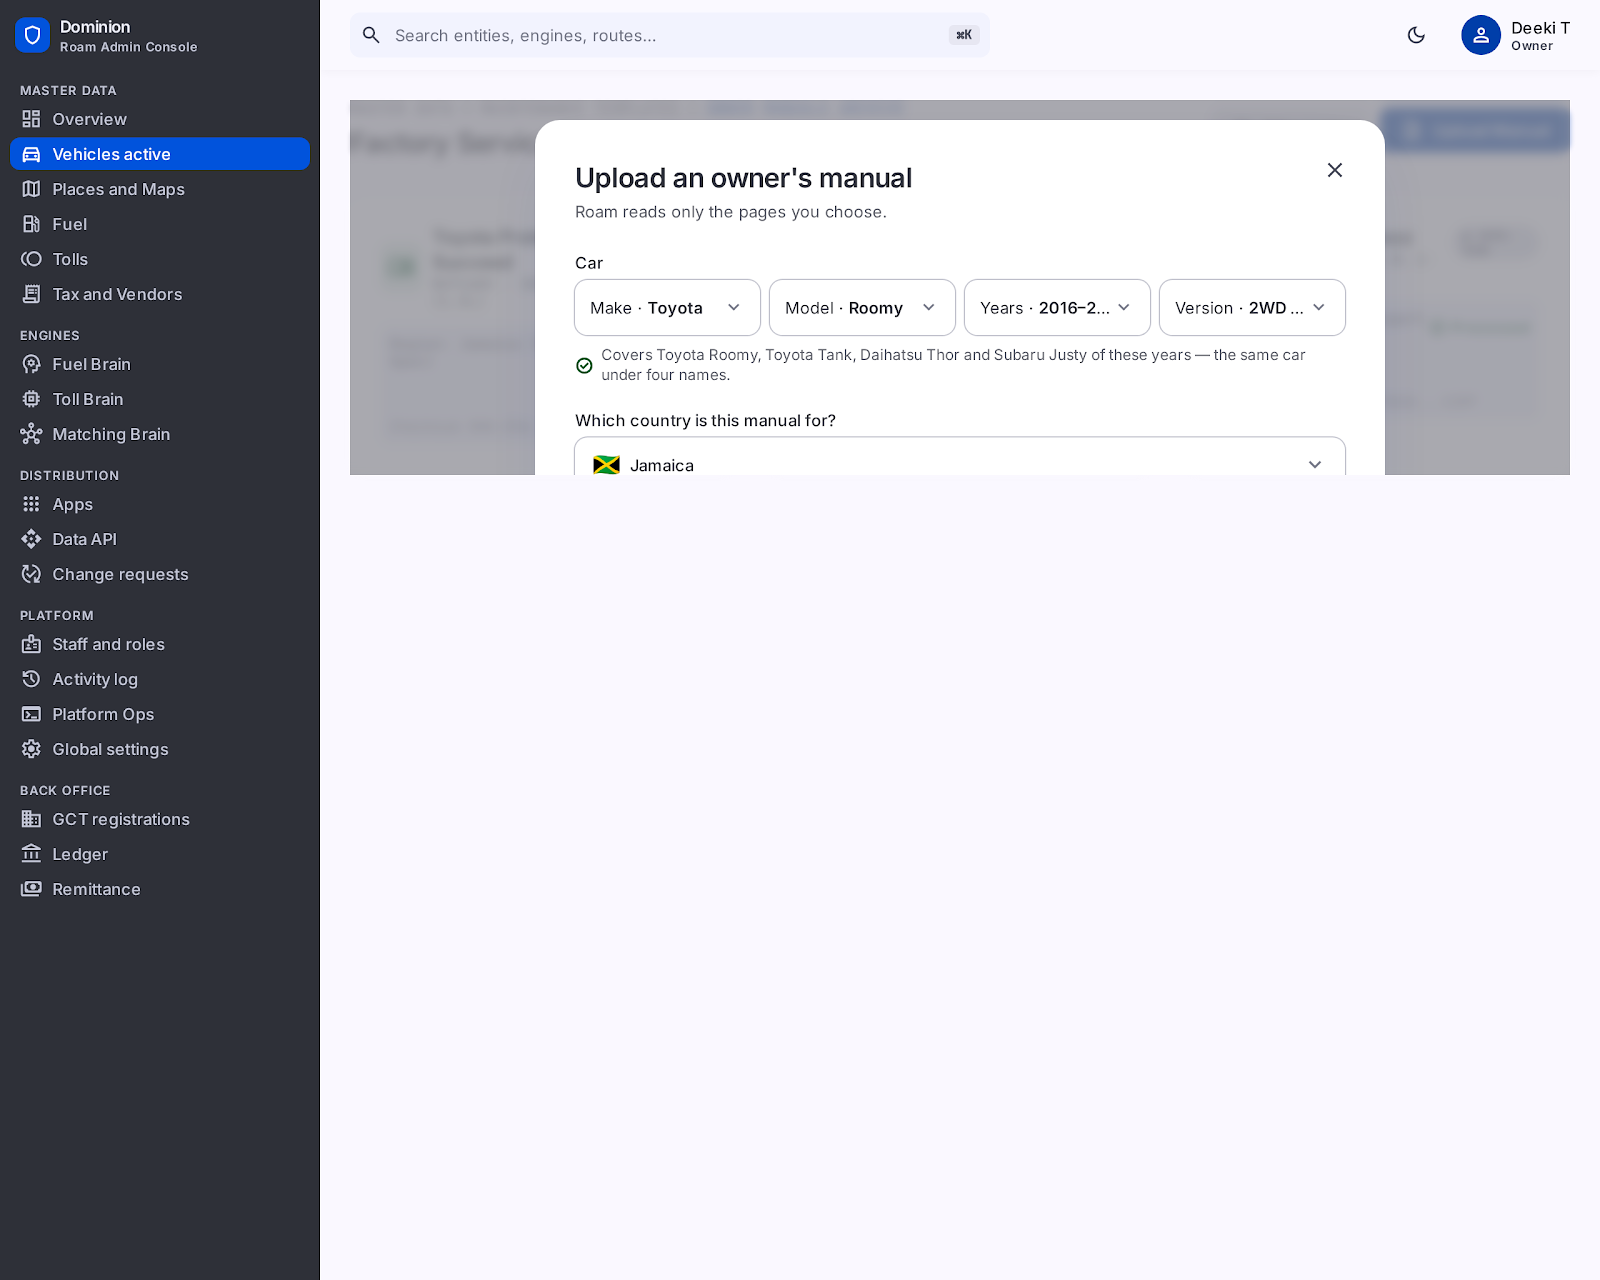 Dominion
Roam Admin Console
MASTER DATA
Overview
Vehicles active
Places and Maps
Fuel
Tolls
Tax and Vendors
ENGINES
Fuel Brain
Toll Brain
Matching Brain
DISTRIBUTION
Apps
Data API
Change requests
PLATFORM
Staff and roles
Activity log
Platform Ops
Global settings
BACK OFFICE
GCT registrations
Ledger
Remittance
Search entities, engines, routes...
⌘K
Deeki T
Owner
Factory
Upload an owner's manual
Roam reads only the pages you choose.
Car
Make · Toyota
Model · Roomy
Years · 2016–2...
Version · 2WD ...
Covers Toyota Roomy, Toyota Tank, Daihatsu Thor and Subaru Justy of these years — the same car
under four names.
Which country is this manual for?
Jamaica